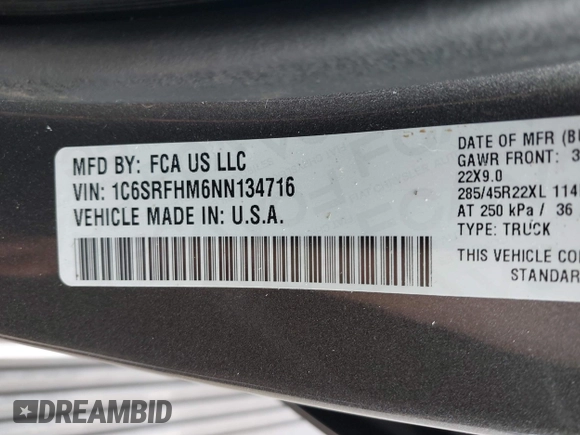 MFD BY: FCA US LLC
VIN: 1C6SRFHM6NN134716
VEHICLE MADE IN: U.S.A.
DATE OF MFR
GAWR FRONT: 3
22X9.0
285/45R22XL 114
AT 250 kPa / 36
TYPE: TRUCK
THIS VEHICLE
STANDAR
DREAMBID